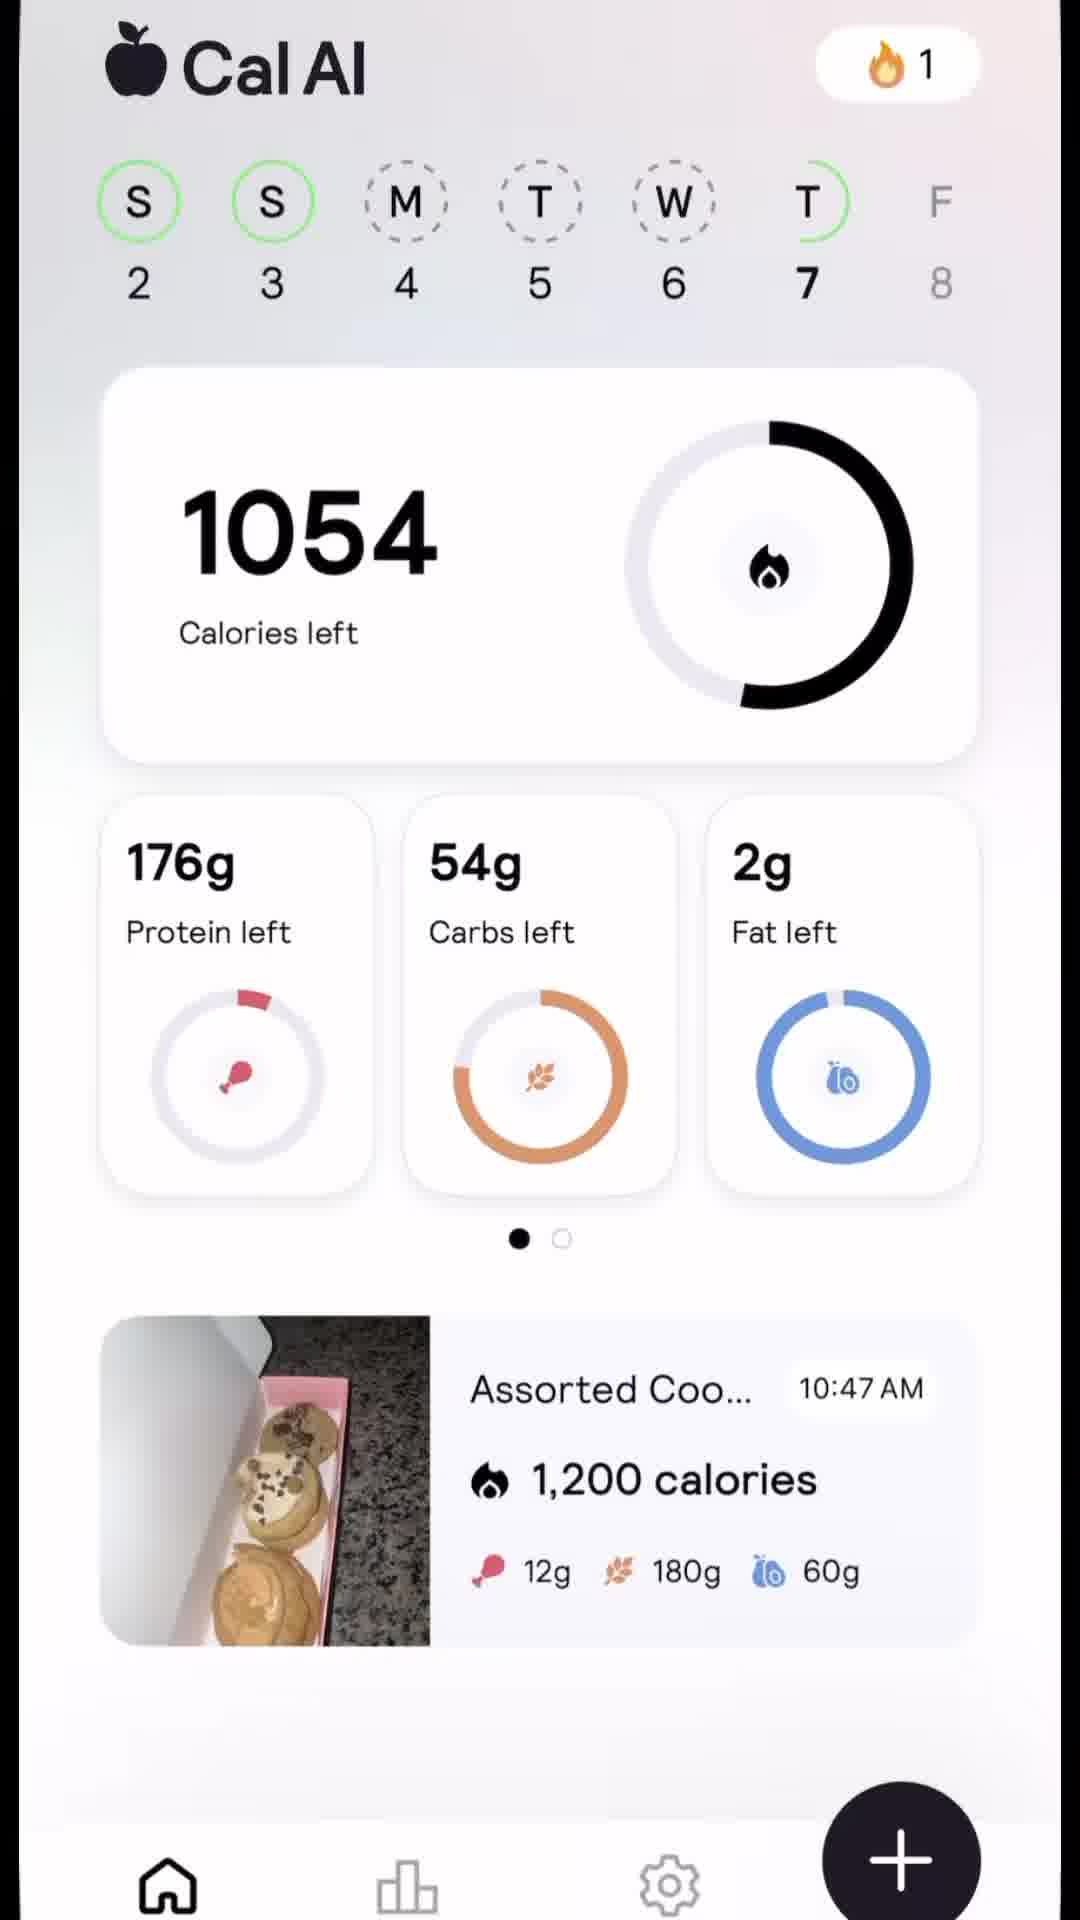 Cal AI
1
S S M T W T F
2 3 4 5 6 7 8
1054
Calories left
176g
Protein left
54g
Carbs left
2g
Fat left
Assorted Coo...
10:47 AM
1,200 calories
12g 180g 60g